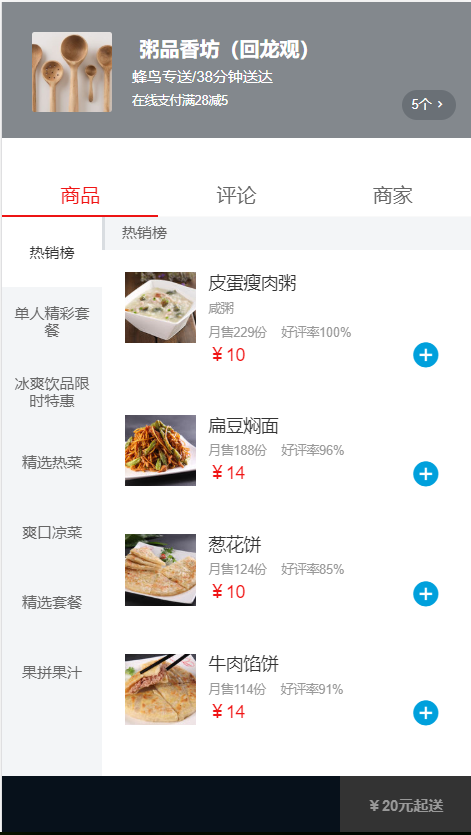 粥品香坊（回龙观）
蜂鸟专送/38分钟送达
在线支付满28减5
5个 >
商品 评论 商家
热销榜
单人精彩套
餐
冰爽饮品限
时特惠
精选热菜
爽口凉菜
精选套餐
果拼果汁
热销榜
皮蛋瘦肉粥
咸粥
月售229份 好评率100%
￥10
扁豆焖面
月售188份 好评率96%
￥14
葱花饼
月售124份 好评率85%
￥10
牛肉馅饼
月售114份 好评率91%
￥14
￥20元起送